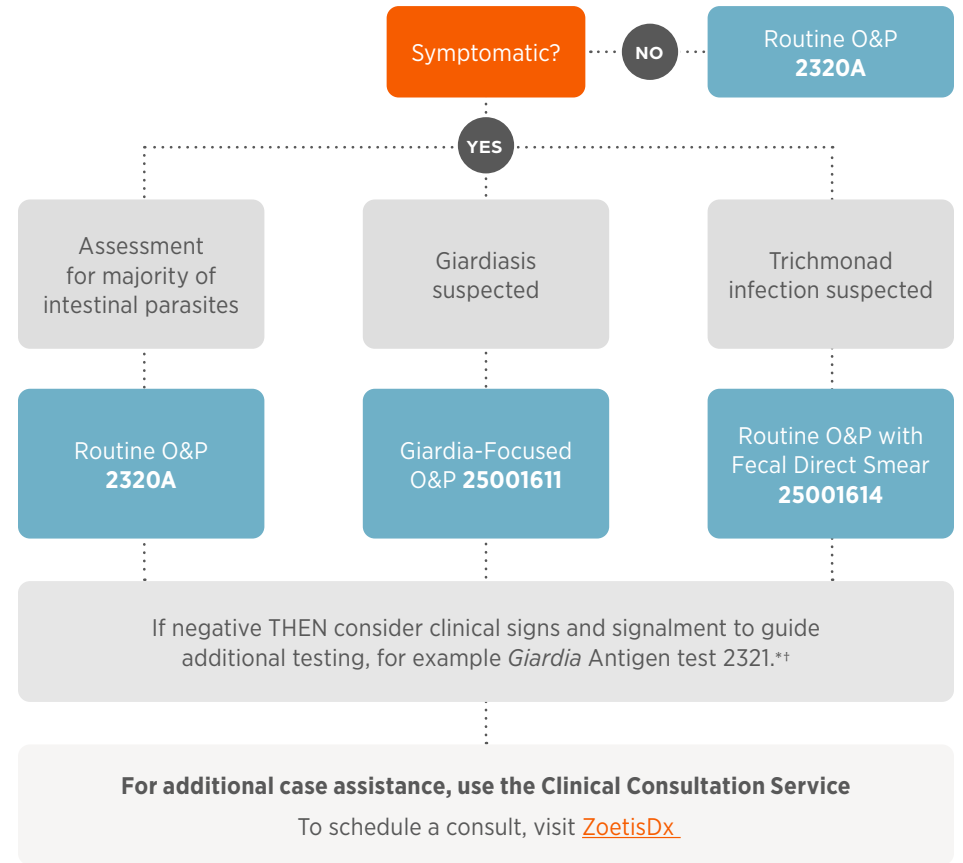 Symptomatic?
NO
Routine O&P
2320A
YES
Assessment
for majority of
intestinal parasites
Giardiasis
suspected
Trichmonad
infection suspected
Routine O&P
2320A
Giardia-Focused
O&P 25001611
Routine O&P with
Fecal Direct Smear
25001614
If negative THEN consider clinical signs and signalment to guide
additional testing, for example Giardia Antigen test 2321.*†
For additional case assistance, use the Clinical Consultation Service
To schedule a consult, visit ZoetisDx